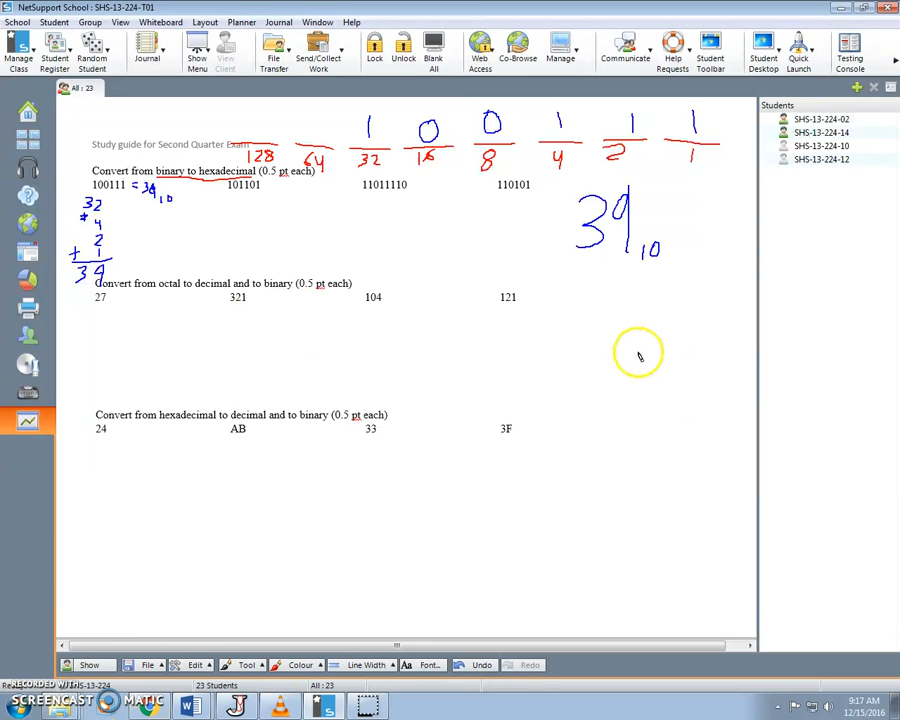 NetSupport School : SHS-13-224-T01
School Student Group View Whiteboard Layout Planner Journal Window Help
Manage Class Student Register Random Student Journal Show Menu View Client File Transfer Send/Collect Work Lock Unlock Blank All Web Access Co-Browse Manage Communicate Help Requests Student Toolbar Student Desktop Quick Launch Testing Console
All : 23
Students
SHS-13-224-02
SHS-13-224-14
SHS-13-224-10
SHS-13-224-12
1 0 0 1 1 1
128 64 32 16 8 4 2 1
Study guide for Second Quarter Exam
Convert from binary to hexadecimal (0.5 pt each)
100111 = 39 10 101101 11011110 110101
32
4
2
+ 1
39
39 10
Convert from octal to decimal and to binary (0.5 pt each)
27 321 104 121
Convert from hexadecimal to decimal and to binary (0.5 pt each)
24 AB 33 3F
Show File Edit Tool Colour Line Width Aa Font... Undo Redo
23 Students All : 23
RECORDED WITH
SCREENCAST MATIC
9:17 AM
12/15/2016